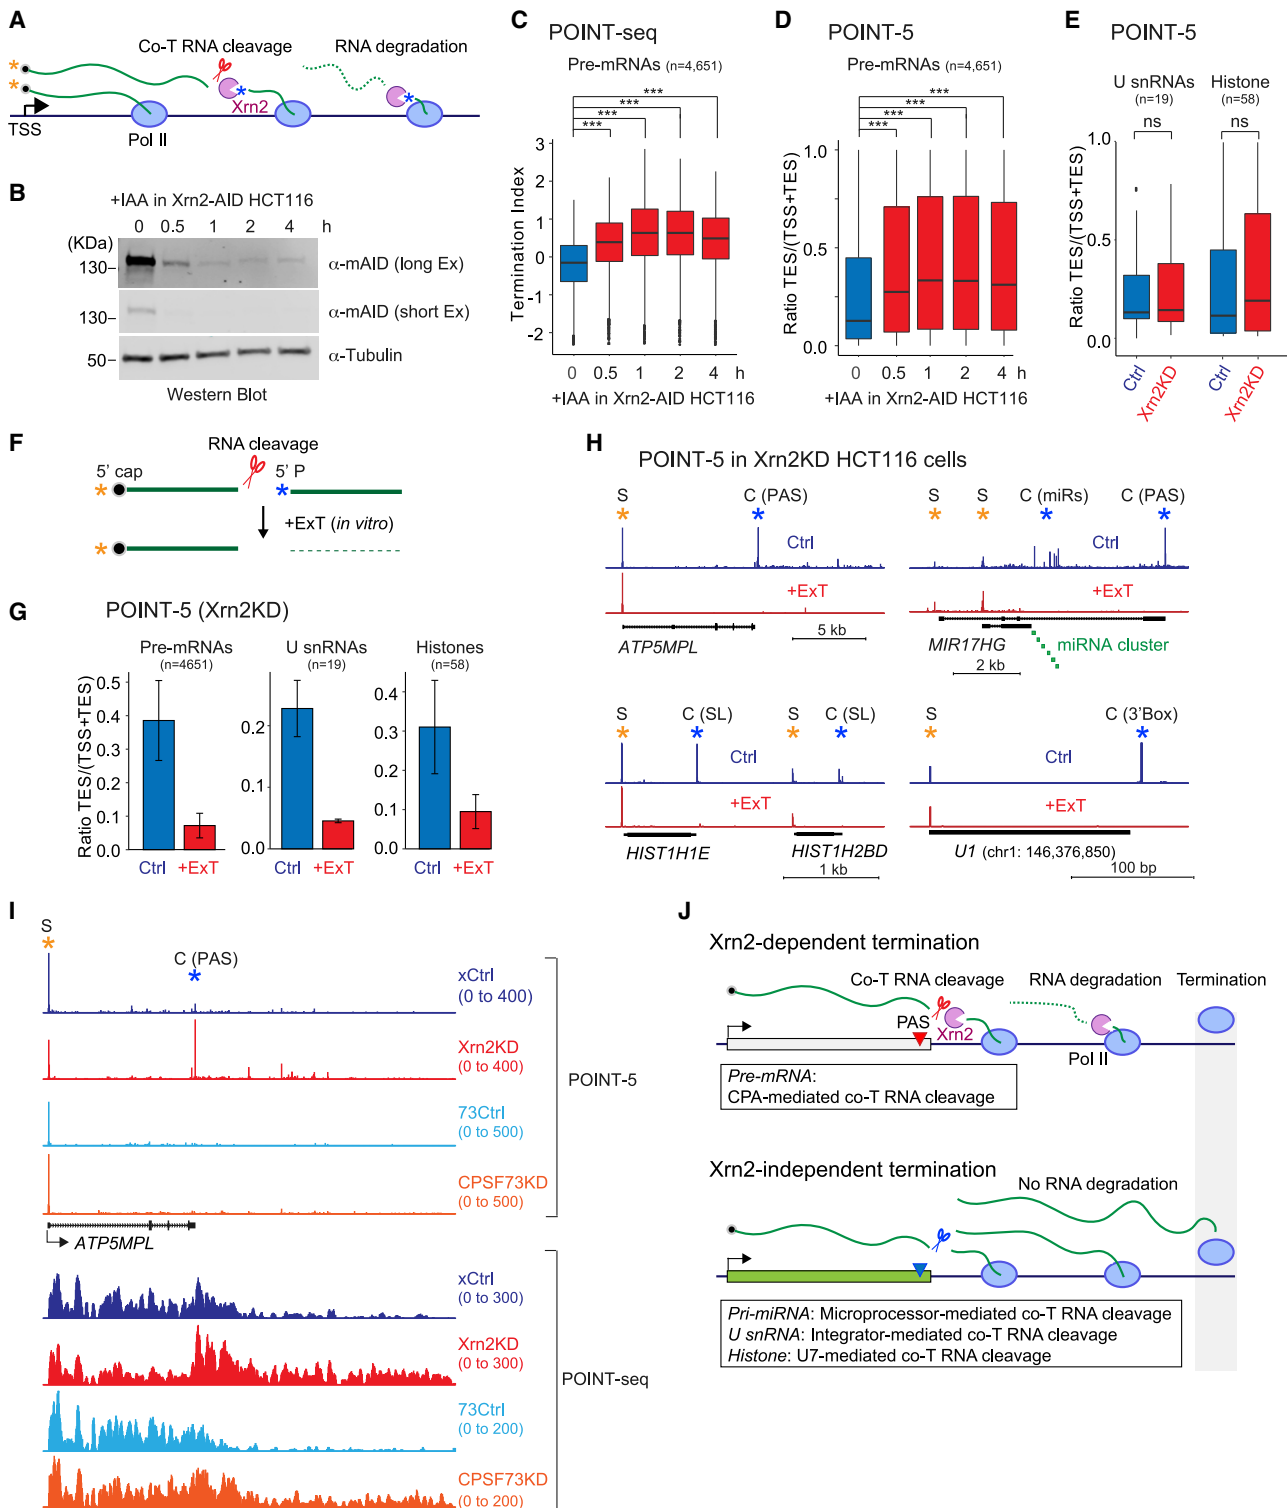 A
Co-T RNA cleavage
RNA degradation
Xrn2
TSS
Pol II
B
+IAA in Xrn2-AID HCT116
0 0.5 1 2 4 h
(KDa)
130–
α-mAID (long Ex)
130–
α-mAID (short Ex)
50–
α-Tubulin
Western Blot
C
POINT-seq
Pre-mRNAs (n=4,651)
***
***
***
***
Termination Index
3
2
1
0
-1
-2
0 0.5 1 2 4 h
+IAA in Xrn2-AID HCT116
D
POINT-5
Pre-mRNAs (n=4,651)
***
***
***
***
Ratio TES/(TSS+TES)
1.0
0.5
0.0
0 0.5 1 2 4 h
+IAA in Xrn2-AID HCT116
E
POINT-5
U snRNAs
(n=19)
Histone
(n=58)
ns
ns
Ratio TES/(TSS+TES)
1.0
0.5
0.0
Ctrl
Xrn2KD
Ctrl
Xrn2KD
F
RNA cleavage
5' cap
5' P
+ExT (in vitro)
G
POINT-5 (Xrn2KD)
Pre-mRNAs
(n=4651)
U snRNAs
(n=19)
Histones
(n=58)
Ratio TES/(TSS+TES)
0.5
0.4
0.3
0.2
0.1
0.0
Ctrl +ExT
0.2
0.1
0.0
Ctrl +ExT
0.4
0.3
0.2
0.1
0.0
Ctrl +ExT
H
POINT-5 in Xrn2KD HCT116 cells
S
C (PAS)
Ctrl
+ExT
ATP5MPL
5 kb
S
S
C (miRs)
C (PAS)
Ctrl
+ExT
MIR17HG
miRNA cluster
2 kb
S
C (SL)
S
C (SL)
Ctrl
+ExT
HIST1H1E
HIST1H2BD
1 kb
S
C (3'Box)
Ctrl
+ExT
U1 (chr1: 146,376,850)
100 bp
I
S
C (PAS)
xCtrl
(0 to 400)
Xrn2KD
(0 to 400)
73Ctrl
(0 to 500)
CPSF73KD
(0 to 500)
POINT-5
ATP5MPL
xCtrl
(0 to 300)
Xrn2KD
(0 to 300)
73Ctrl
(0 to 200)
CPSF73KD
(0 to 200)
POINT-seq
J
Xrn2-dependent termination
Co-T RNA cleavage
RNA degradation
Termination
PAS
Xrn2
Pol II
Pre-mRNA:
CPA-mediated co-T RNA cleavage
Xrn2-independent termination
No RNA degradation
Pri-miRNA: Microprocessor-mediated co-T RNA cleavage
U snRNA: Integrator-mediated co-T RNA cleavage
Histone: U7-mediated co-T RNA cleavage